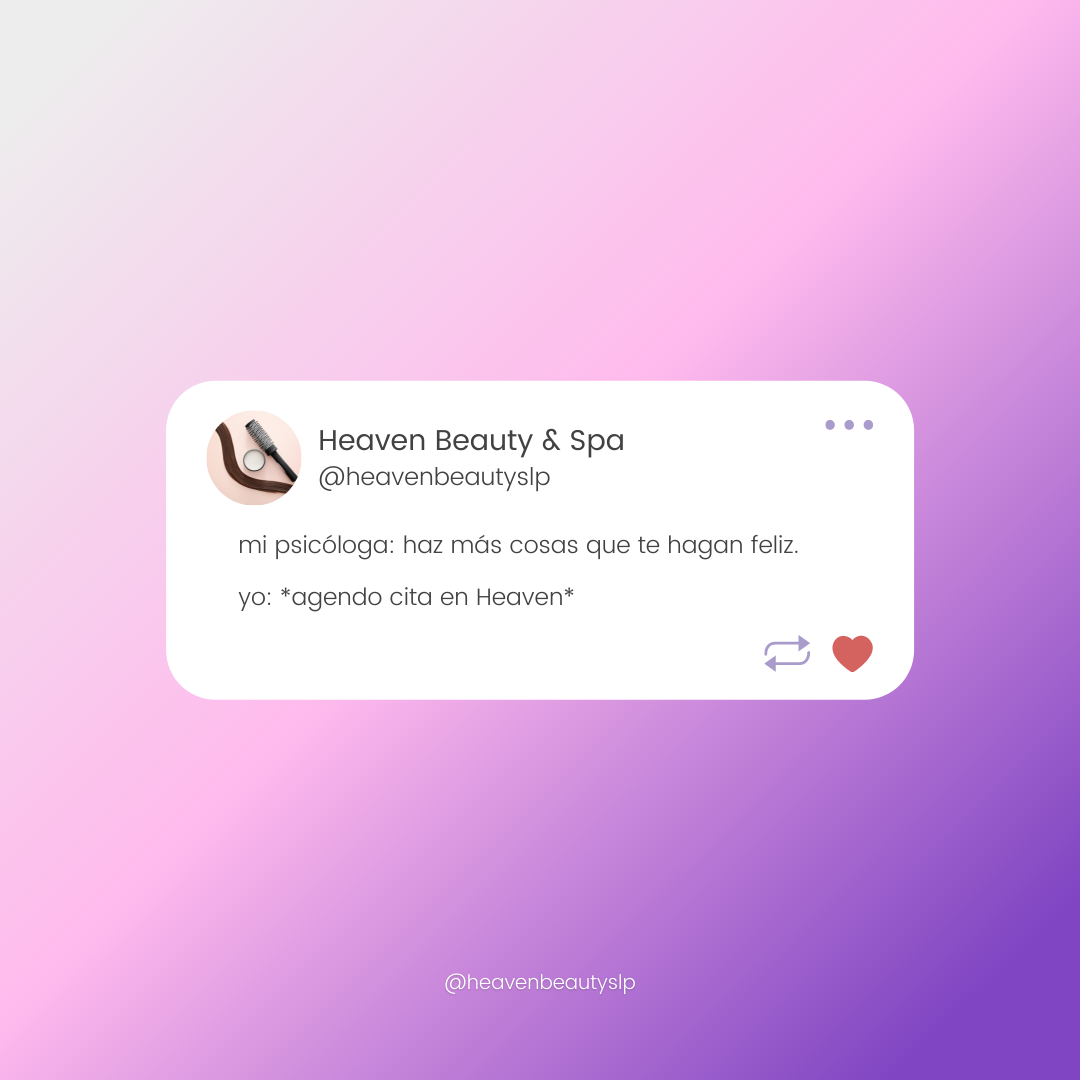 Heaven Beauty & Spa
@heavenbeautyslp
mi psicóloga: haz más cosas que te hagan feliz.
yo: *agendo cita en Heaven*
@heavenbeautyslp